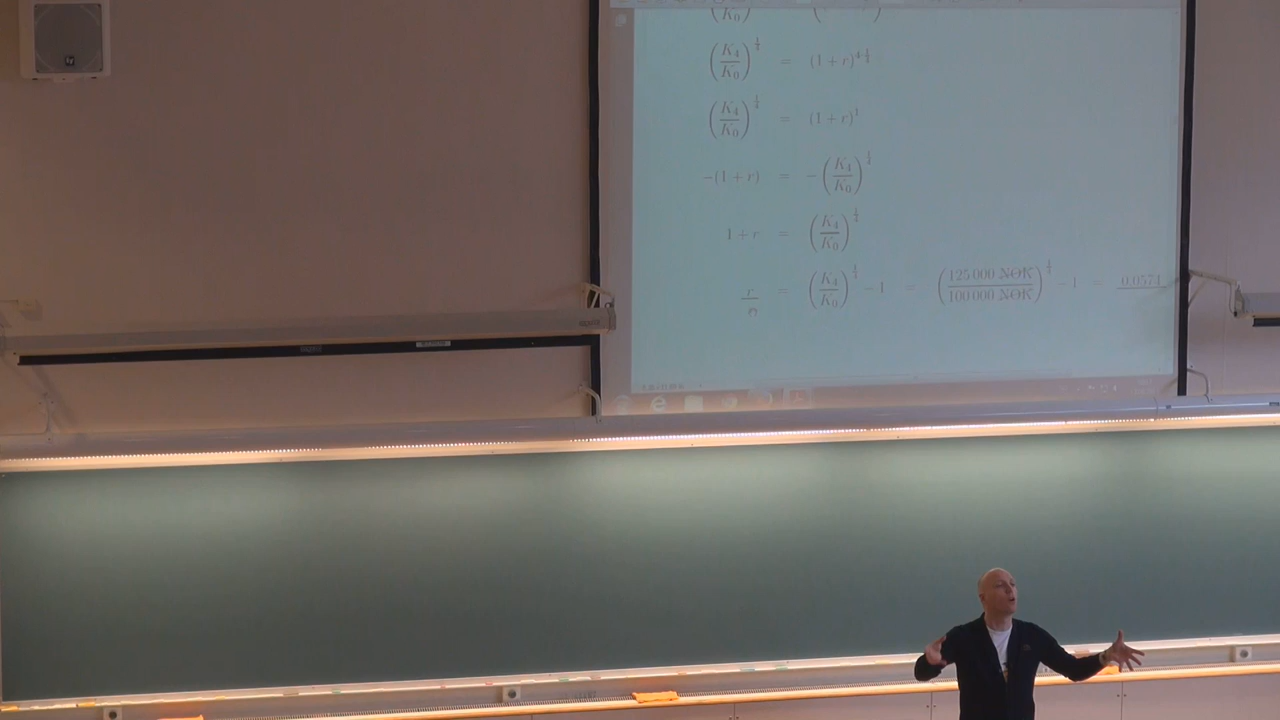 (K₀)
(K₄/K₀)^¼ = (1 + r)^{4·¼}
(K₄/K₀)^¼ = (1 + r)¹
−(1 + r) = −(K₄/K₀)^¼
1 + r = (K₄/K₀)^¼
r = (K₄/K₀)^¼ − 1 = (125 000 NOK/100 000 NOK)^¼ − 1 = 0.0574